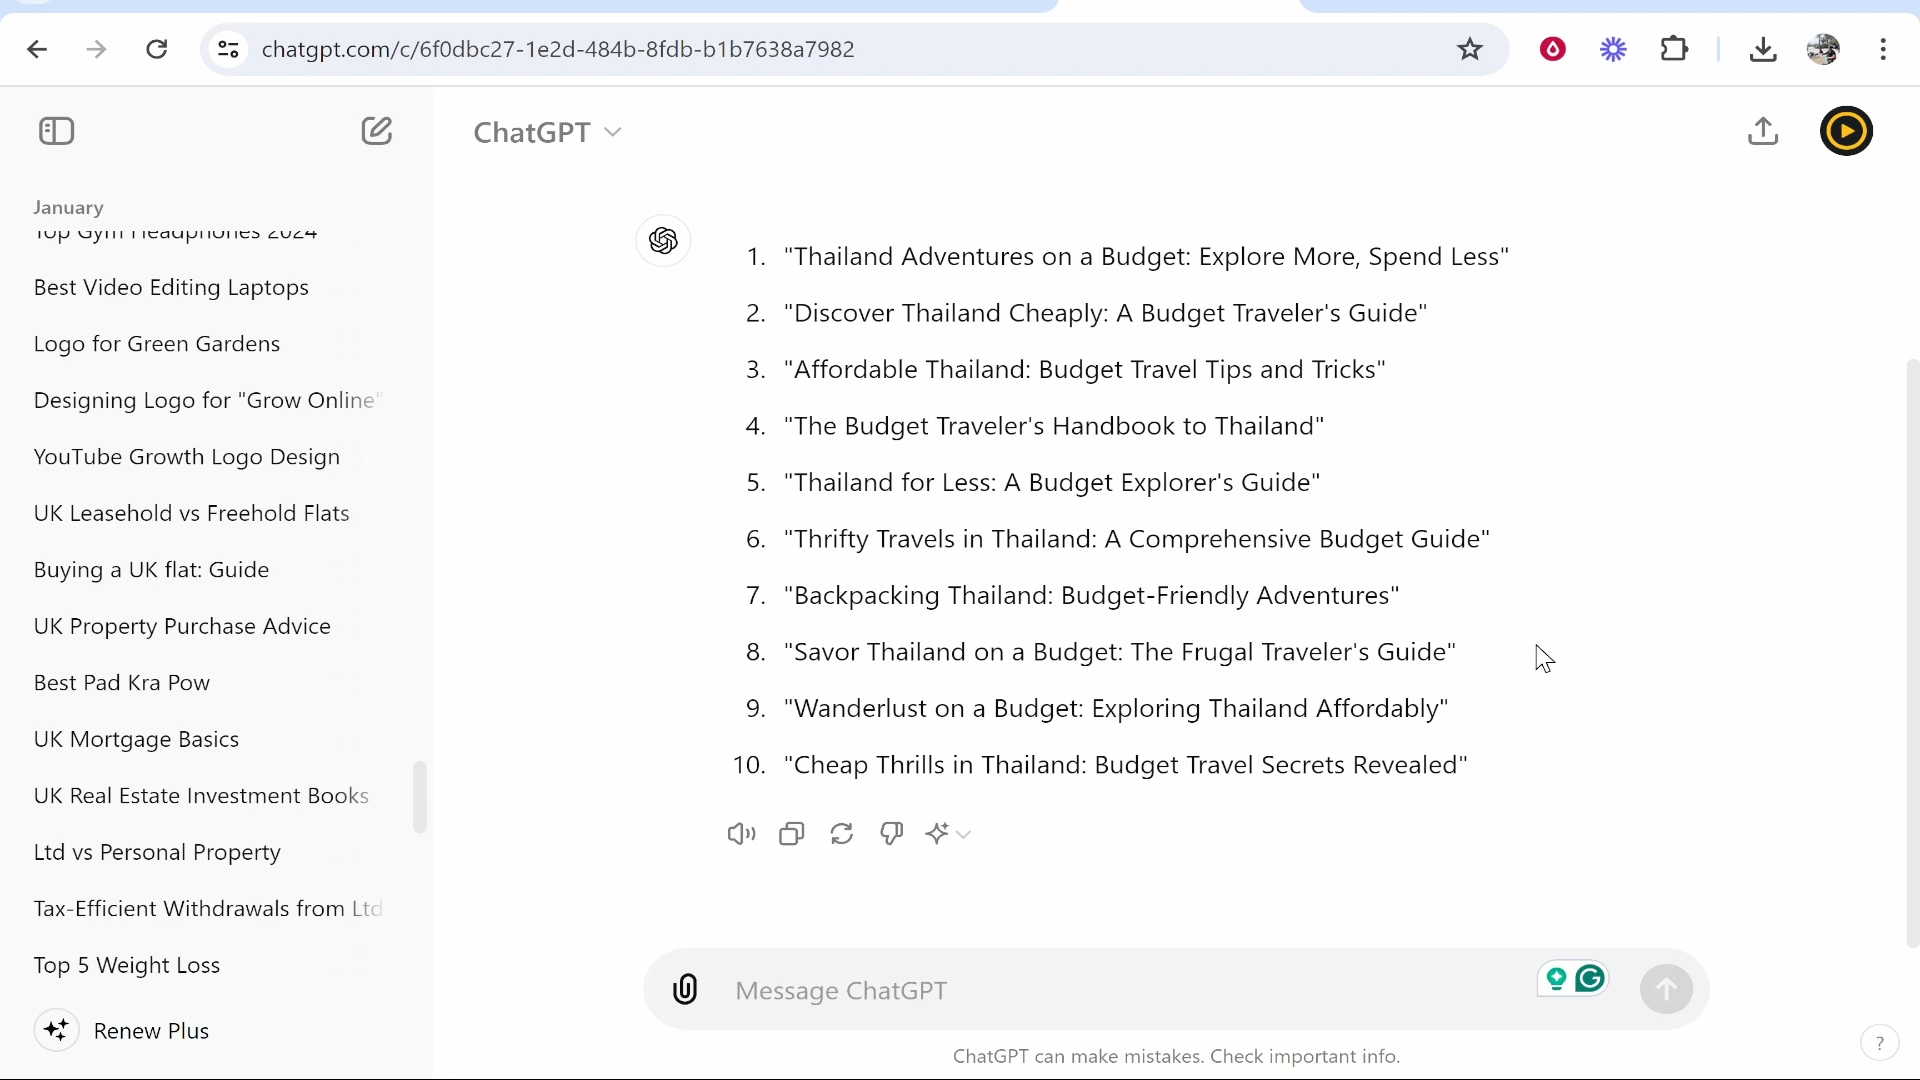 chatgpt.com/c/6f0dbc27-1e2d-484b-8fdb-b1b7638a7982
ChatGPT
January
Top Gym Headphones 2024
Best Video Editing Laptops
Logo for Green Gardens
Designing Logo for "Grow Online"
YouTube Growth Logo Design
UK Leasehold vs Freehold Flats
Buying a UK flat: Guide
UK Property Purchase Advice
Best Pad Kra Pow
UK Mortgage Basics
UK Real Estate Investment Books
Ltd vs Personal Property
Tax-Efficient Withdrawals from Ltd
Top 5 Weight Loss
Renew Plus
1. "Thailand Adventures on a Budget: Explore More, Spend Less"
2. "Discover Thailand Cheaply: A Budget Traveler's Guide"
3. "Affordable Thailand: Budget Travel Tips and Tricks"
4. "The Budget Traveler's Handbook to Thailand"
5. "Thailand for Less: A Budget Explorer's Guide"
6. "Thrifty Travels in Thailand: A Comprehensive Budget Guide"
7. "Backpacking Thailand: Budget-Friendly Adventures"
8. "Savor Thailand on a Budget: The Frugal Traveler's Guide"
9. "Wanderlust on a Budget: Exploring Thailand Affordably"
10. "Cheap Thrills in Thailand: Budget Travel Secrets Revealed"
Message ChatGPT
ChatGPT can make mistakes. Check important info.
?